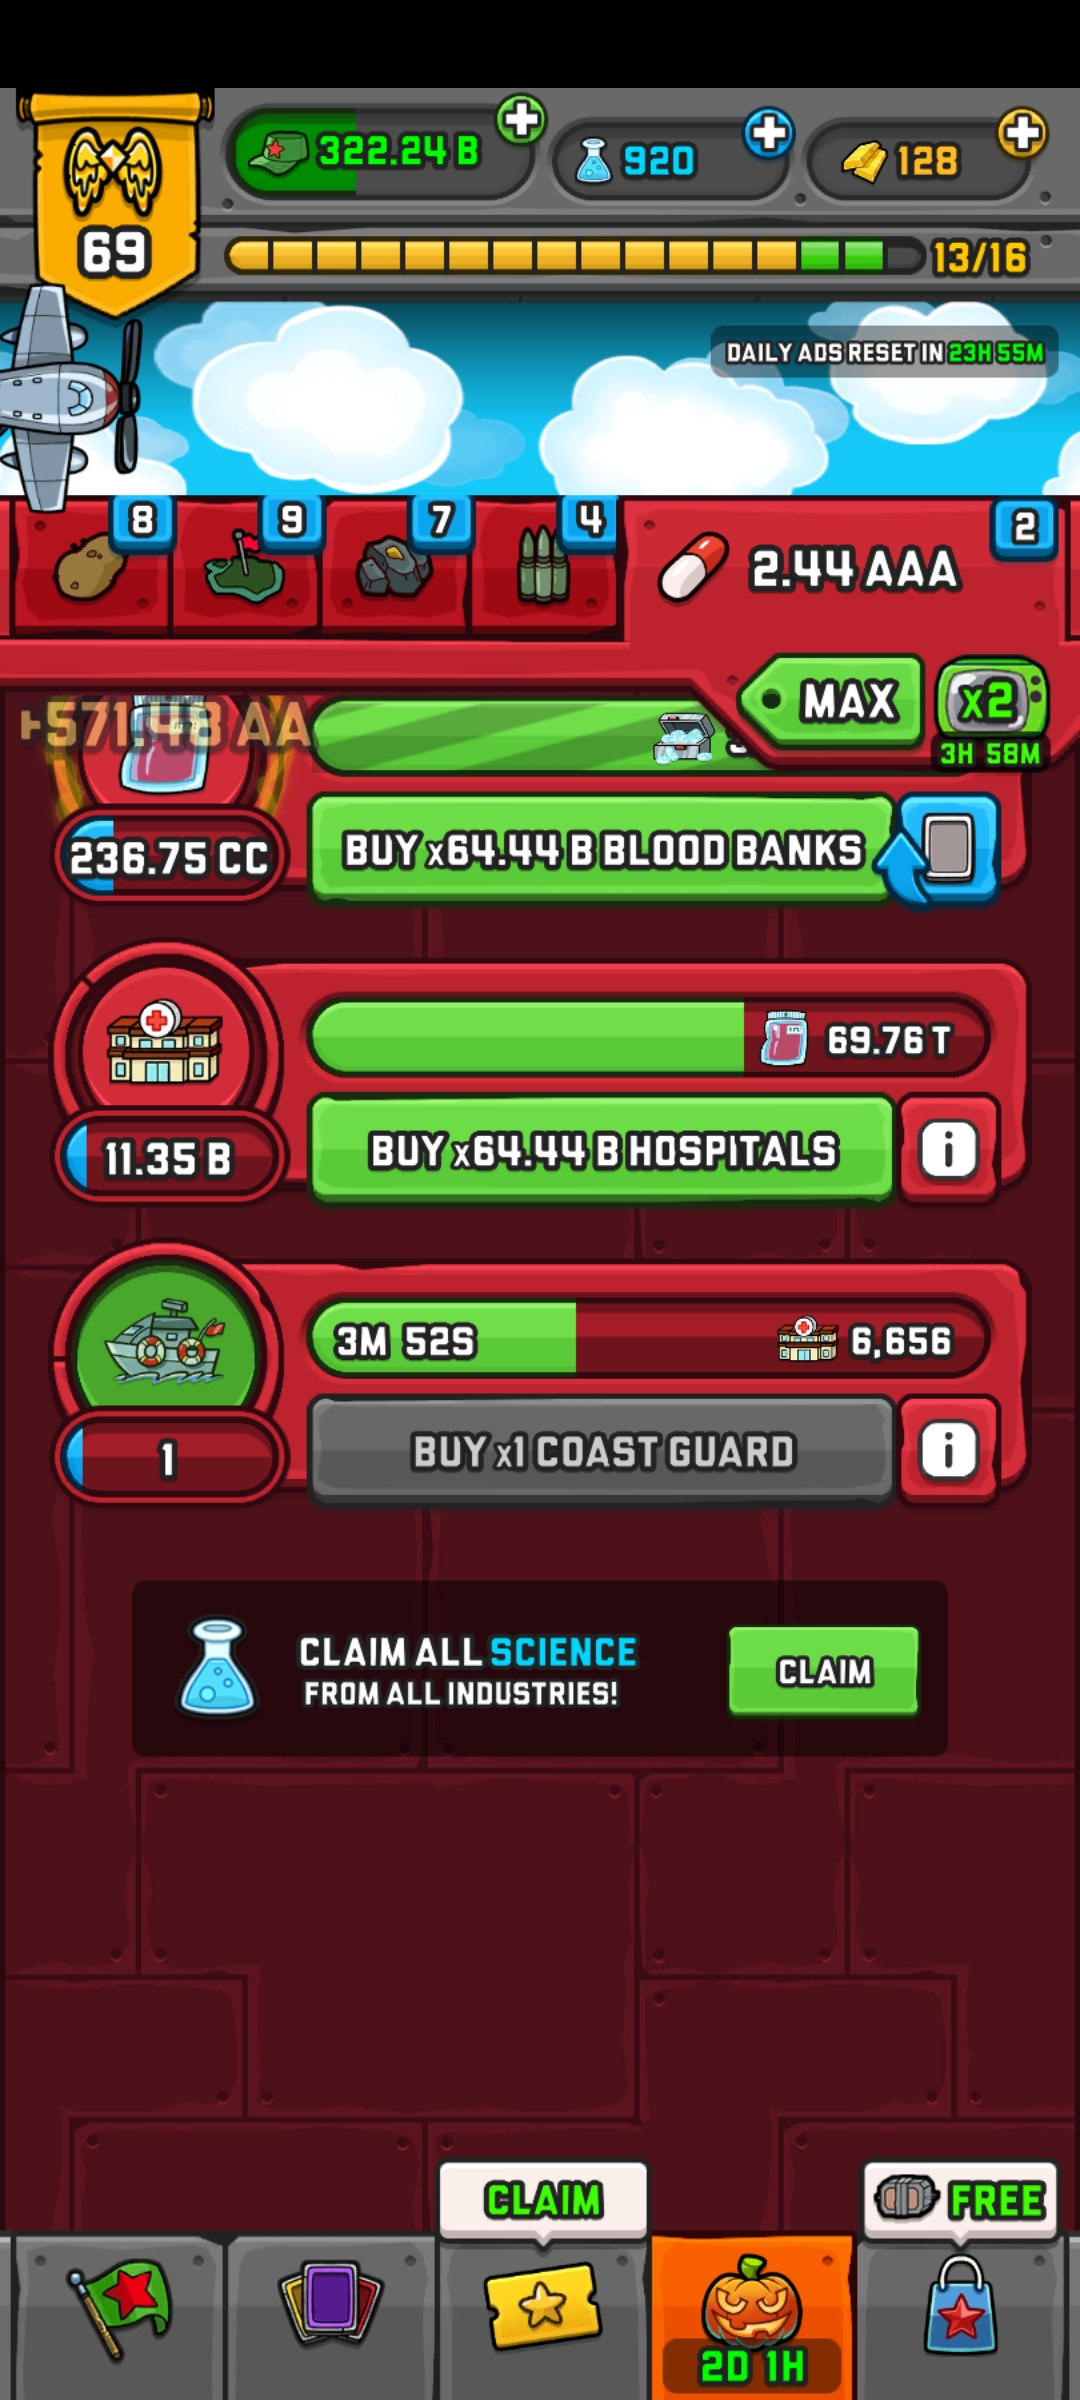 322.24 B
920
128
69
13/16
DAILY ADS RESET IN 23H 55M
8
9
7
4
2
2.44 AAA
MAX
x2
3H 58M
+571.48 AA
236.75 CC
BUY x64.44 B BLOOD BANKS
69.76 T
11.35 B
BUY x64.44 B HOSPITALS
i
3M 52S
6,656
1
BUY x1 COAST GUARD
i
CLAIM ALL SCIENCE
FROM ALL INDUSTRIES!
CLAIM
CLAIM
FREE
2D 1H